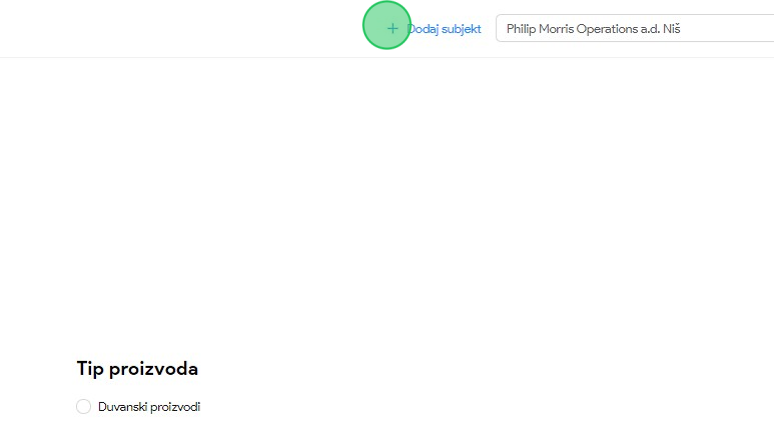 + Dodaj subjekt
Philip Morris Operations a.d. Niš
Tip proizvoda
Duvanski proizvodi